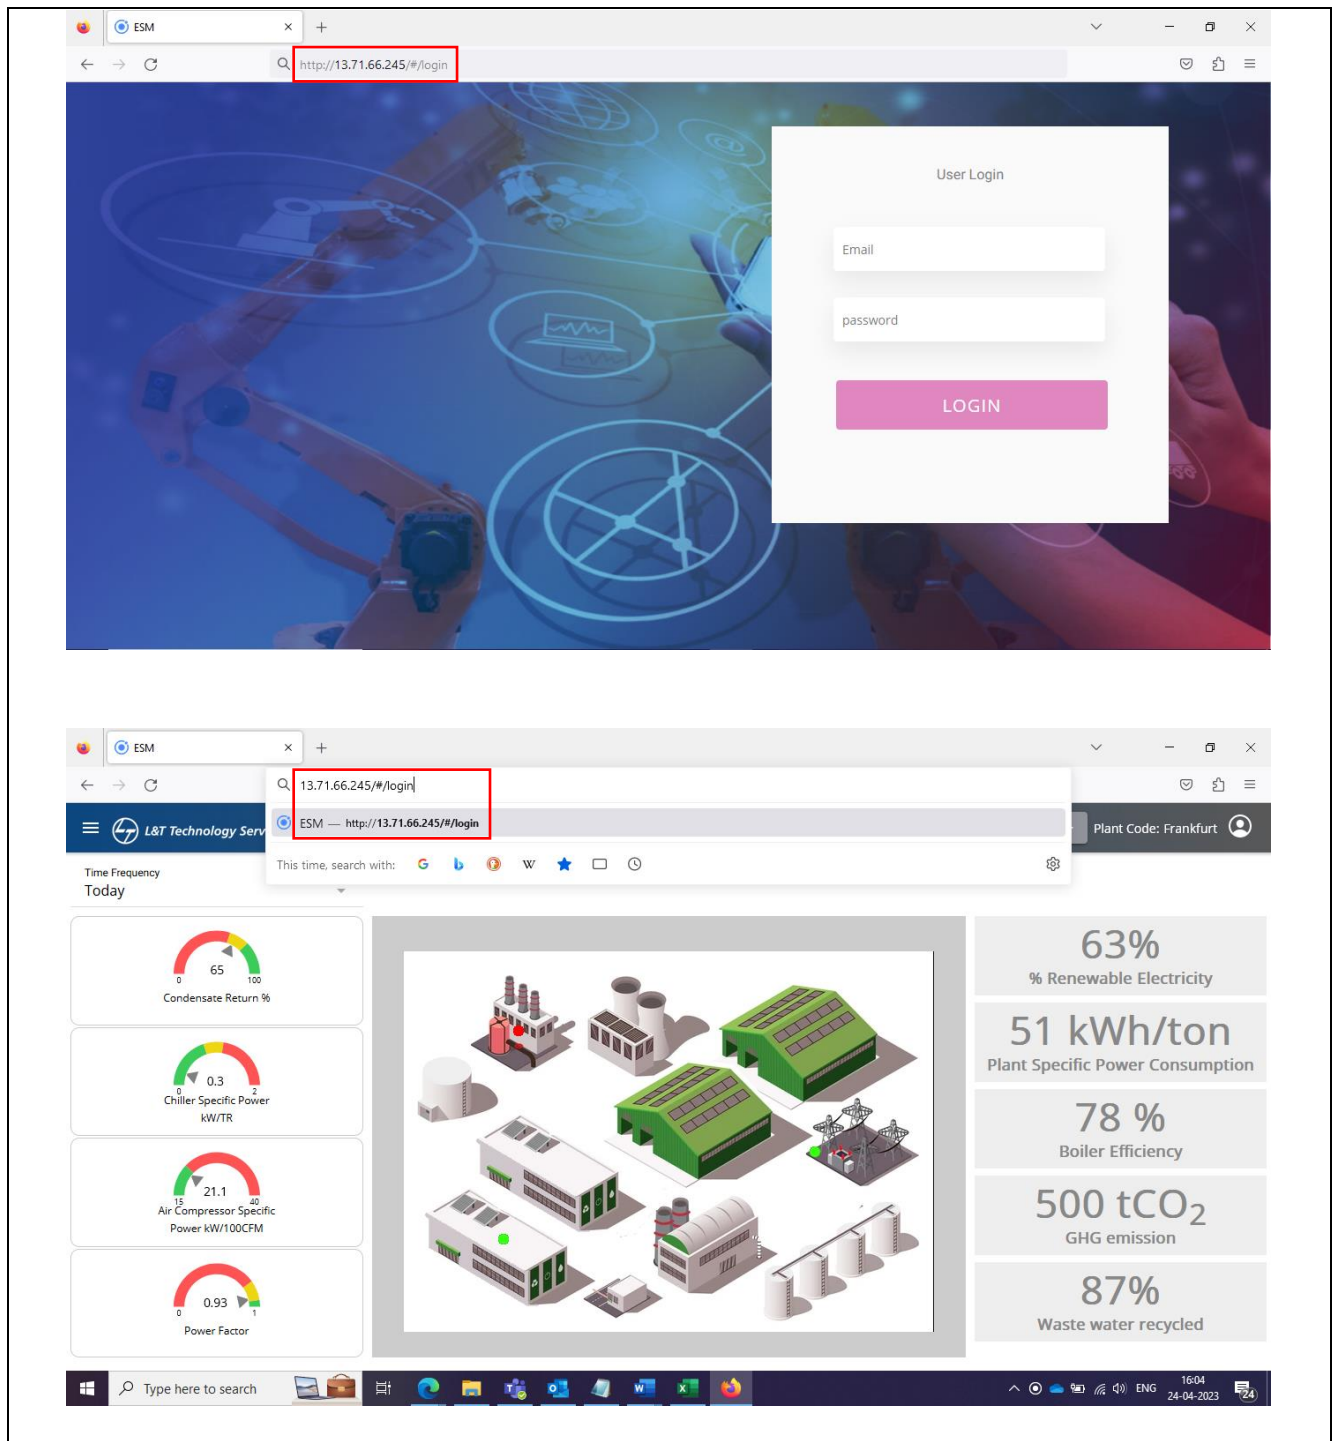 ESM
http://13.71.66.245/#/login
User Login
Email
password
LOGIN
ESM
13.71.66.245/#/login
ESM — http://13.71.66.245/#/login
L&T Technology Serv
Plant Code: Frankfurt
This time, search with:
Time Frequency
Today
65
0 100
Condensate Return %
0.3
0 2
Chiller Specific Power
kW/TR
21.1
15 40
Air Compressor Specific
Power kW/100CFM
0.93
0 1
Power Factor
63%
% Renewable Electricity
51 kWh/ton
Plant Specific Power Consumption
78 %
Boiler Efficiency
500 tCO₂
GHG emission
87%
Waste water recycled
Type here to search
ENG
16:04
24-04-2023
24